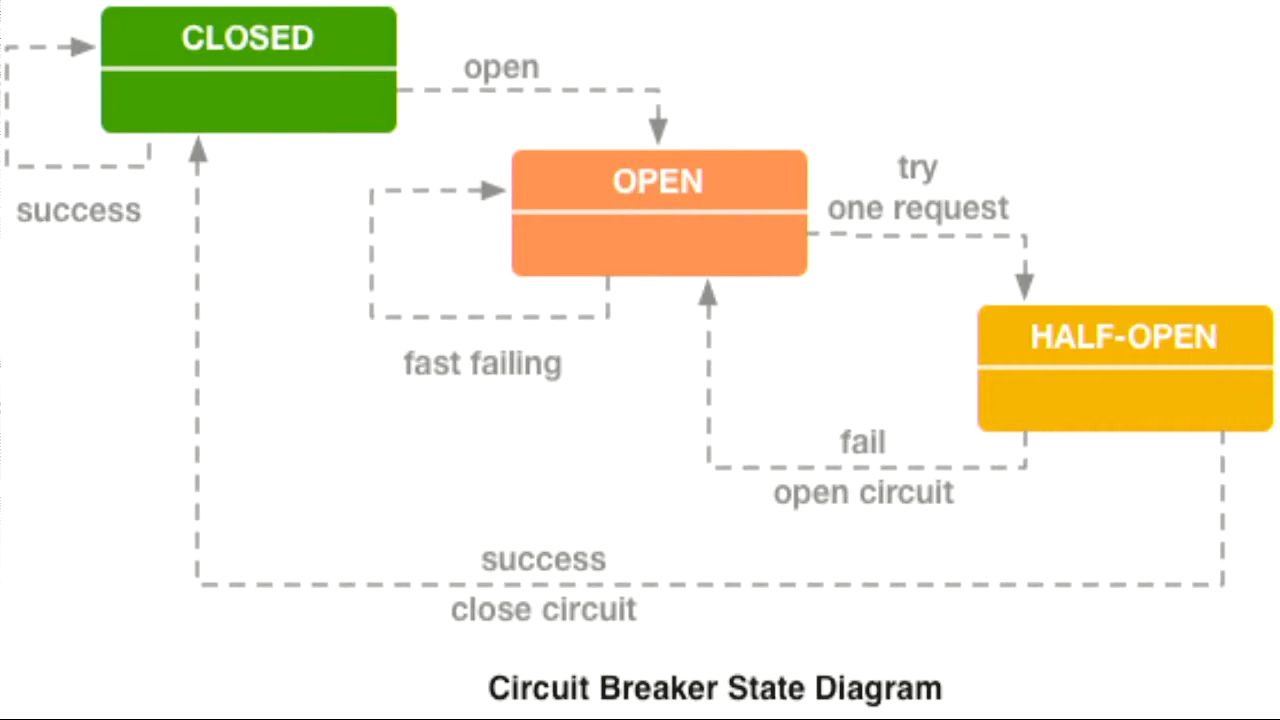 CLOSED
open
success
OPEN
try
one request
fast failing
HALF-OPEN
fail
open circuit
success
close circuit
Circuit Breaker State Diagram